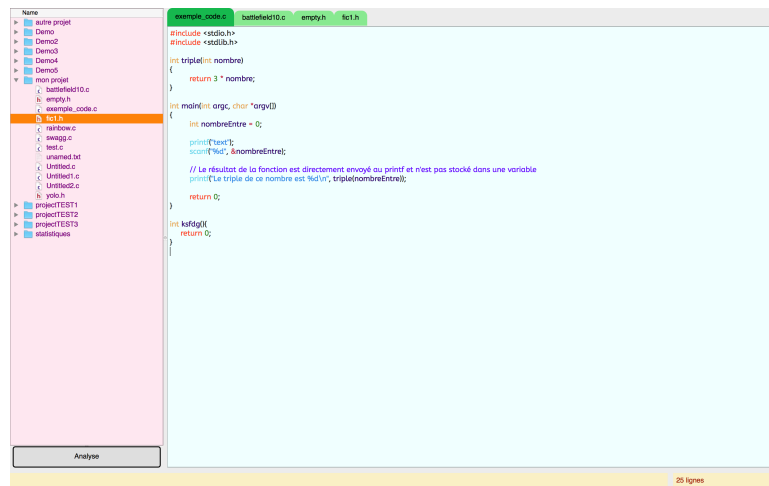 Name
autre projet
Demo
Demo2
Demo3
Demo4
Demo5
mon projet
battlefield10.c
empty.h
exemple_code.c
fic1.h
rainbow.c
swagg.c
test.c
unamed.txt
Untitled.c
Untitled1.c
Untitled2.c
yolo.h
projectTEST1
projectTEST2
projectTEST3
statistiques
Analyse
exemple_code.c battlefield10.c empty.h fic1.h
#include <stdio.h>
#include <stdlib.h>
int triple(int nombre)
{
return 3 * nombre;
}
int main(int argc, char *argv[])
{
int nombreEntre = 0;
printf("text");
scanf("%d", &nombreEntre);
// Le résultat de la fonction est directement envoyé au printf et n'est pas stocké dans une variable
printf("Le triple de ce nombre est %d\n", triple(nombreEntre));
return 0;
}
int ksfdg(){
return 0;
}
25 lignes